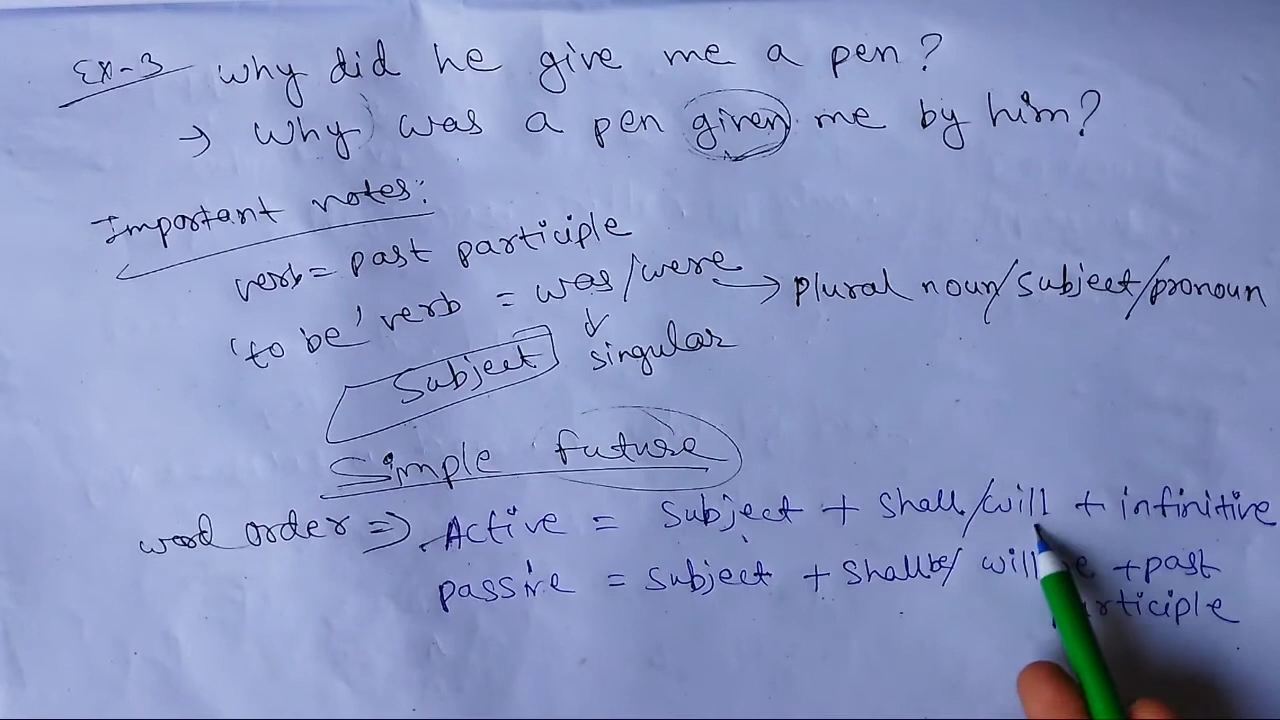 Ex-3 Why did he give me a pen?
→ Why was a pen given me by him?
Important notes:
verb = past participle
'to be' verb = was/were → plural noun/subject/pronoun
singular
Subject
Simple future
word order ⇒ Active = subject + shall/will + infinitive
passive = subject + shall be/ will be + past
participle